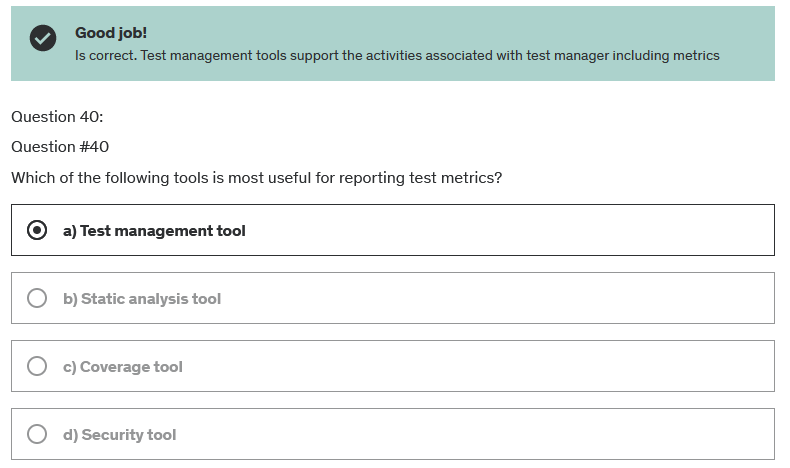 Good job!
Is correct. Test management tools support the activities associated with test manager including metrics
Question 40:
Question #40
Which of the following tools is most useful for reporting test metrics?
a) Test management tool
b) Static analysis tool
c) Coverage tool
d) Security tool